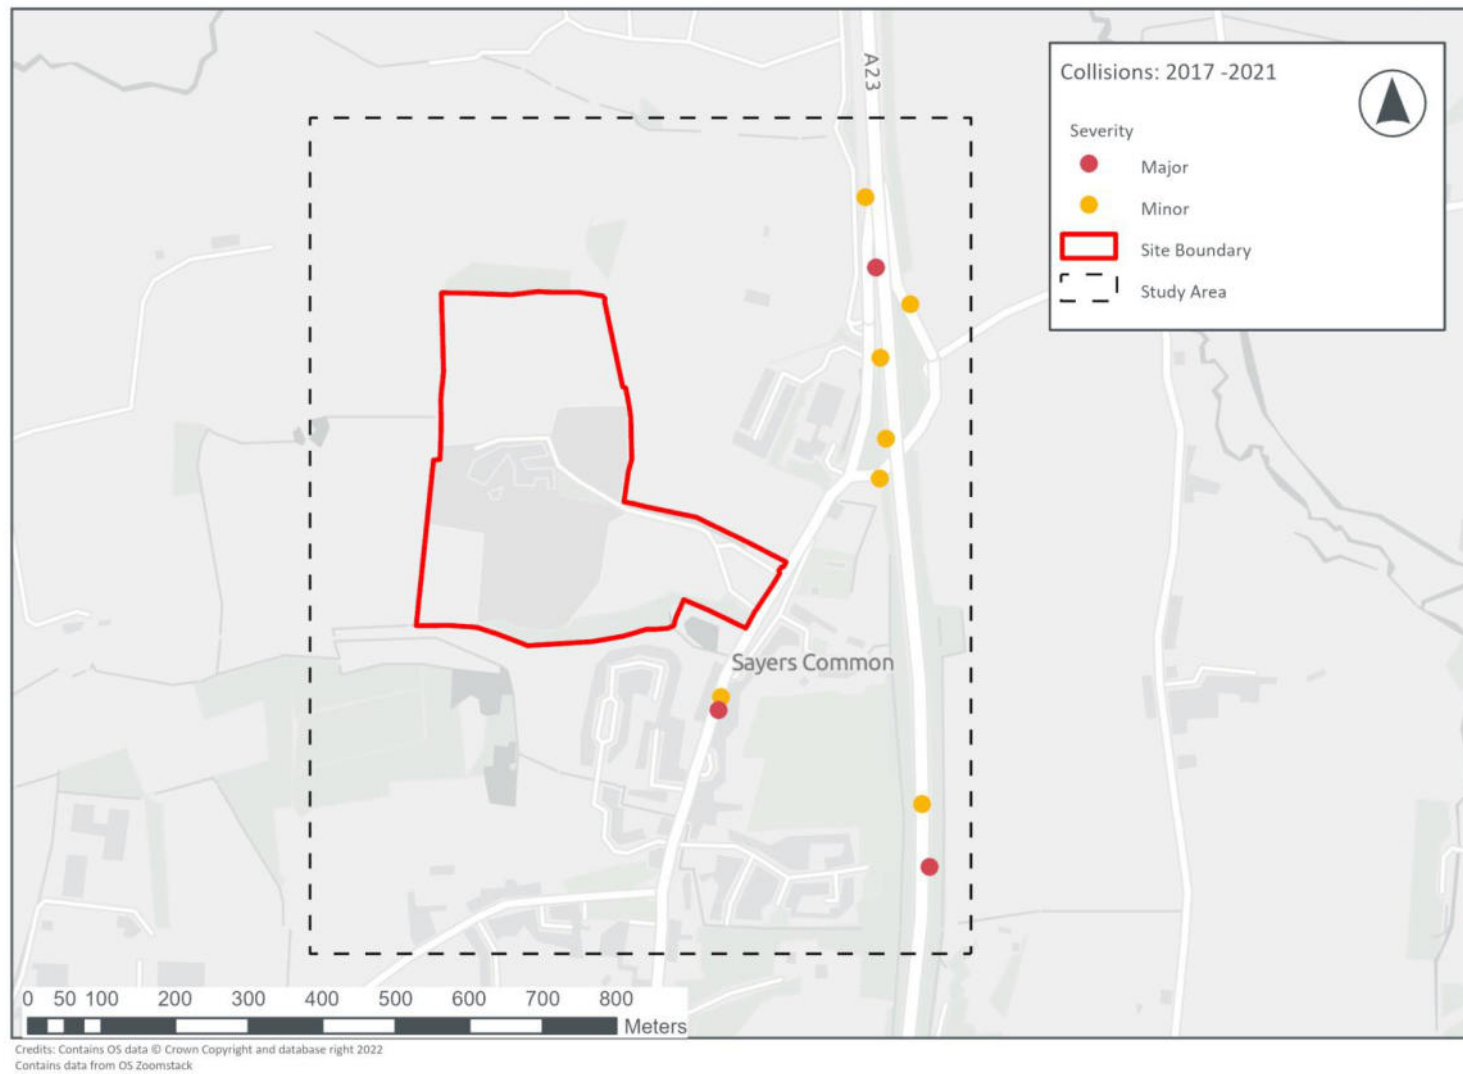 A23
Collisions: 2017 -2021
Severity
Major
Minor
Site Boundary
Study Area
Sayers Common
0 50 100 200 300 400 500 600 700 800
Meters
Credits: Contains OS data © Crown Copyright and database right 2022
Contains data from OS Zoomstack